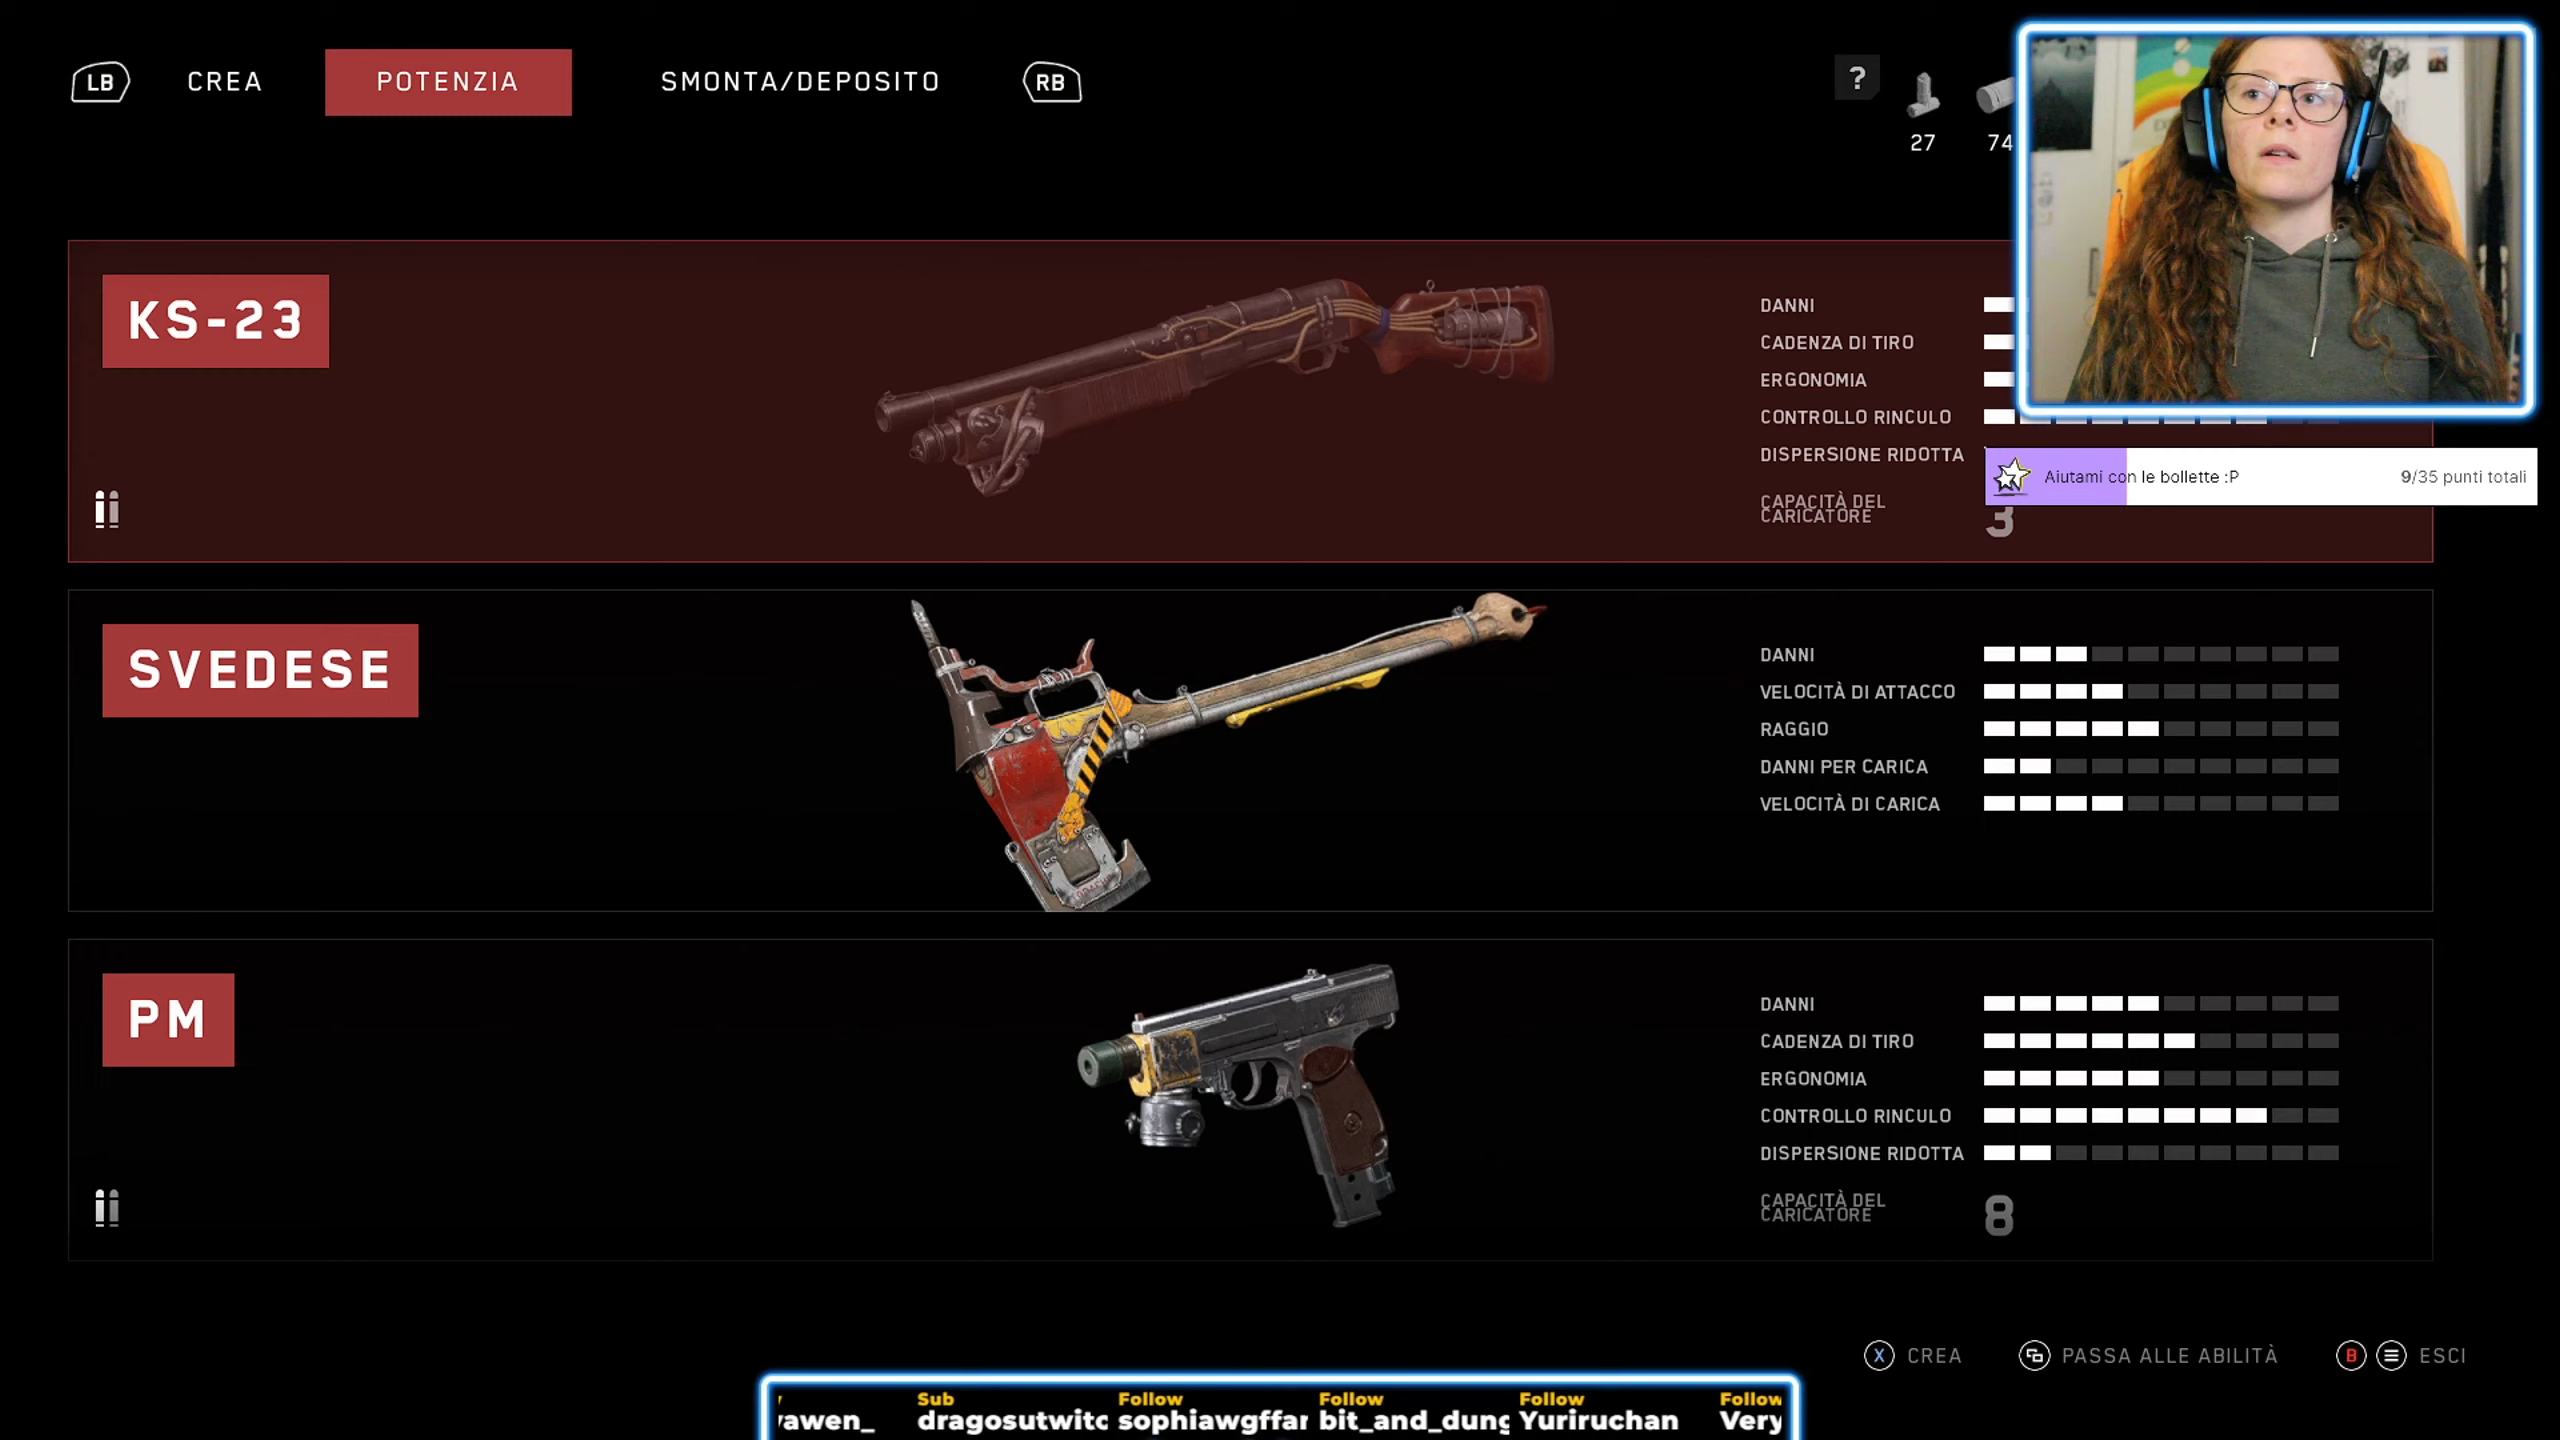 LB CREA POTENZIA SMONTA/DEPOSITO RB
?
27 74
KS-23
DANNI
CADENZA DI TIRO
ERGONOMIA
CONTROLLO RINCULO
DISPERSIONE RIDOTTA
CAPACITÀ DEL
CARICATORE
3
Aiutami con le bollette :P 9/35 punti totali
SVEDESE
DANNI
VELOCITÀ DI ATTACCO
RAGGIO
DANNI PER CARICA
VELOCITÀ DI CARICA
PM
DANNI
CADENZA DI TIRO
ERGONOMIA
CONTROLLO RINCULO
DISPERSIONE RIDOTTA
CAPACITÀ DEL
CARICATORE
8
X CREA PASSA ALLE ABILITÀ B ESCI
Sub Follow Follow Follow Follow
awen_ dragosutwitc sophiawgffar bit_and_dung Yuriruchan Very